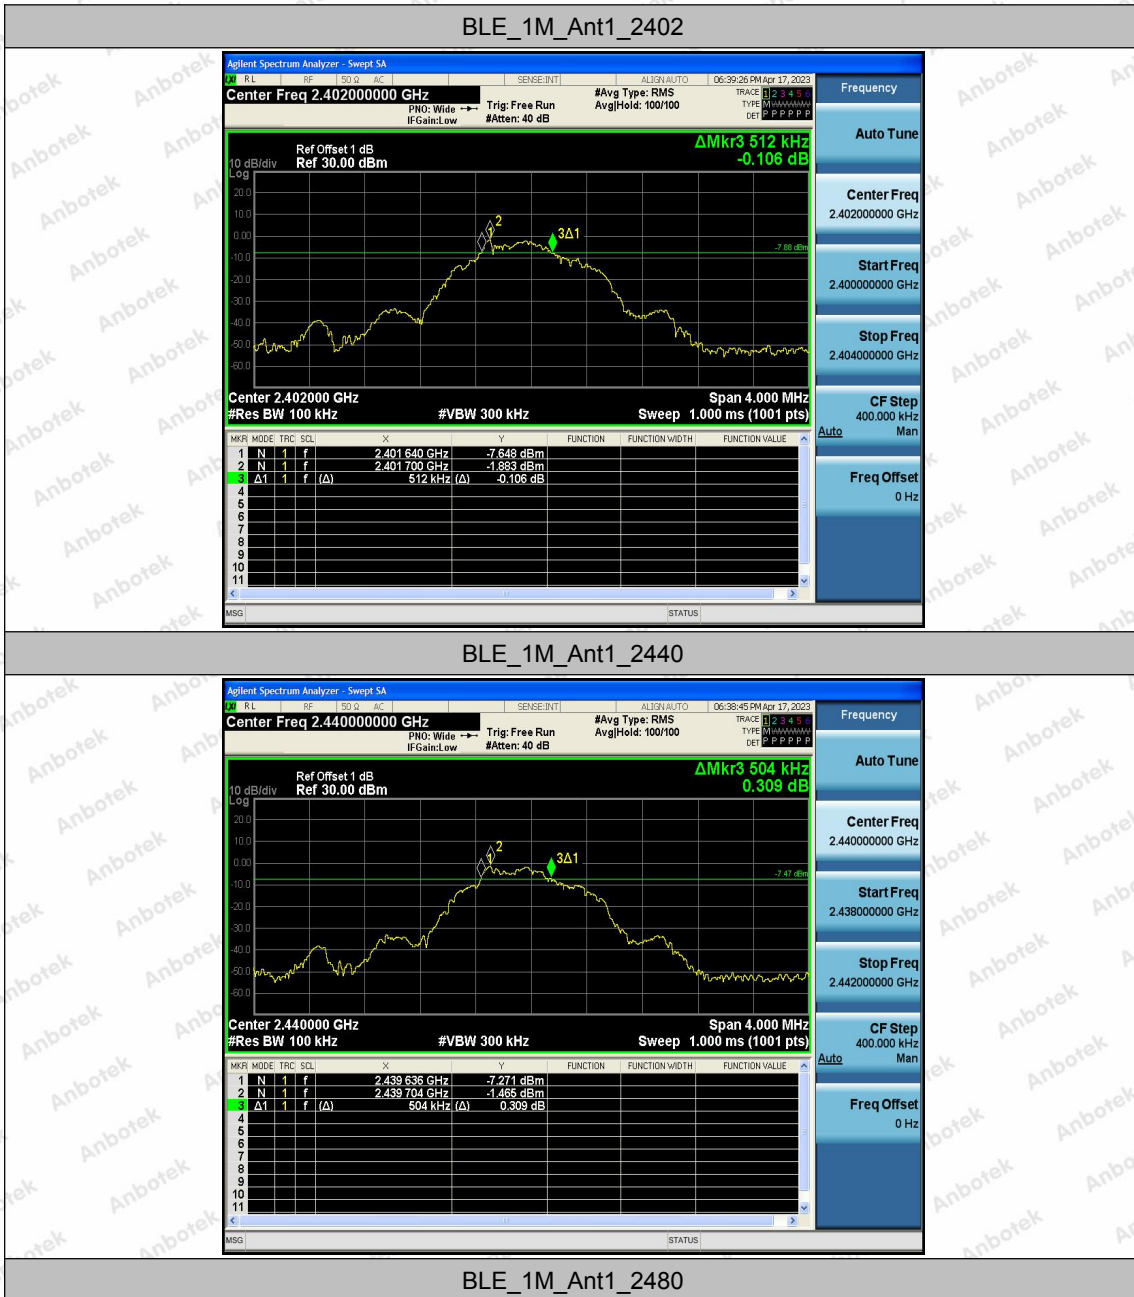 BLE_1M_Ant1_2402
Agilent Spectrum Analyzer - Swept SA
LXI RL RF 50 Ω AC SENSE:INT ALIGN AUTO 06:39:26 PM Apr 17, 2023
Center Freq 2.402000000 GHz
#Avg Type: RMS
TRACE 1 2 3 4 5 6
PNO: Wide
Trig: Free Run
Avg|Hold: 100/100
TYPE M
IFGain:Low
#Atten: 40 dB
DET P P P P P P
ΔMkr3 512 kHz
-0.106 dB
Ref Offset 1 dB
10 dB/div Ref 30.00 dBm
Log
20.0
10.0
0.00
-10.0
-20.0
-30.0
-40.0
-50.0
-60.0
1
2
3Δ1
-7.88 dBm
Center 2.402000 GHz
Span 4.000 MHz
#Res BW 100 kHz
#VBW 300 kHz
Sweep 1.000 ms (1001 pts)
MKR MODE TRC SCL X Y FUNCTION FUNCTION WIDTH FUNCTION VALUE
1 N 1 f 2.401 640 GHz -7.648 dBm
2 N 1 f 2.401 700 GHz -1.883 dBm
3 Δ1 1 f (Δ) 512 kHz (Δ) -0.106 dB
4
5
6
7
8
9
10
11
MSG STATUS
Frequency
Auto Tune
Center Freq
2.402000000 GHz
Start Freq
2.400000000 GHz
Stop Freq
2.404000000 GHz
CF Step
400.000 kHz
Auto Man
Freq Offset
0 Hz
BLE_1M_Ant1_2440
Agilent Spectrum Analyzer - Swept SA
LXI RL RF 50 Ω AC SENSE:INT ALIGN AUTO 06:38:45 PM Apr 17, 2023
Center Freq 2.440000000 GHz
#Avg Type: RMS
TRACE 1 2 3 4 5 6
PNO: Wide
Trig: Free Run
Avg|Hold: 100/100
TYPE M
IFGain:Low
#Atten: 40 dB
DET P P P P P P
ΔMkr3 504 kHz
0.309 dB
Ref Offset 1 dB
10 dB/div Ref 30.00 dBm
Log
20.0
10.0
0.00
-10.0
-20.0
-30.0
-40.0
-50.0
-60.0
1
2
3Δ1
-7.47 dBm
Center 2.440000 GHz
Span 4.000 MHz
#Res BW 100 kHz
#VBW 300 kHz
Sweep 1.000 ms (1001 pts)
MKR MODE TRC SCL X Y FUNCTION FUNCTION WIDTH FUNCTION VALUE
1 N 1 f 2.439 636 GHz -7.271 dBm
2 N 1 f 2.439 704 GHz -1.465 dBm
3 Δ1 1 f (Δ) 504 kHz (Δ) 0.309 dB
4
5
6
7
8
9
10
11
MSG STATUS
Frequency
Auto Tune
Center Freq
2.440000000 GHz
Start Freq
2.438000000 GHz
Stop Freq
2.442000000 GHz
CF Step
400.000 kHz
Auto Man
Freq Offset
0 Hz
BLE_1M_Ant1_2480